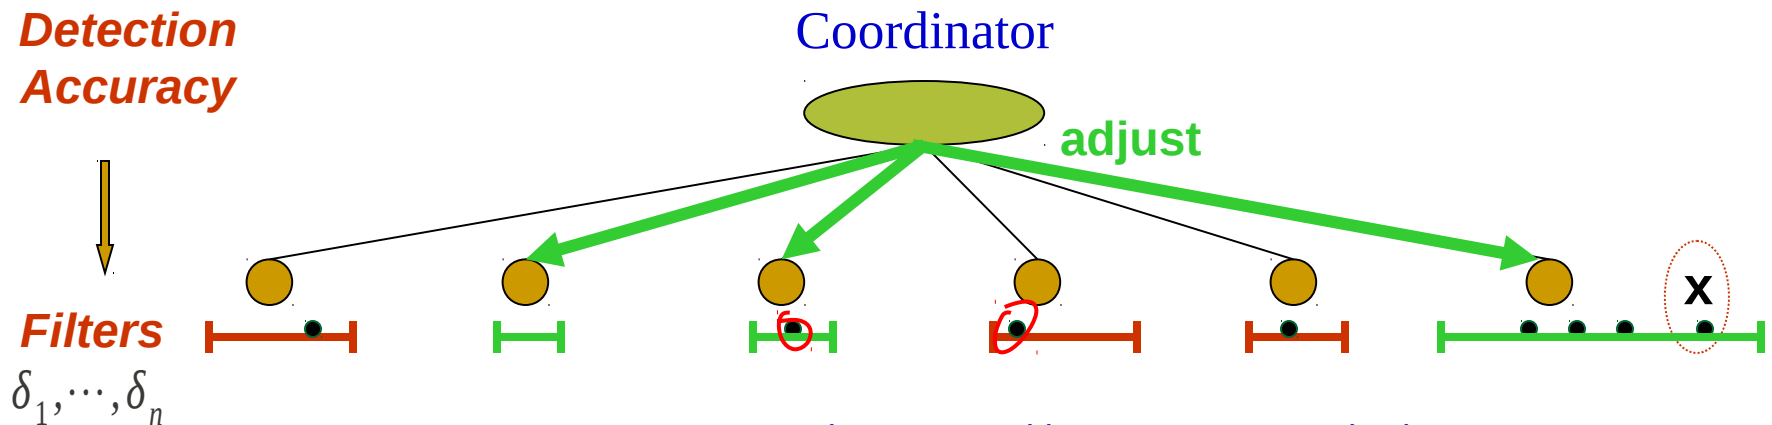 Detection
Accuracy
Coordinator
adjust
x
Filters
δ1,⋯,δn